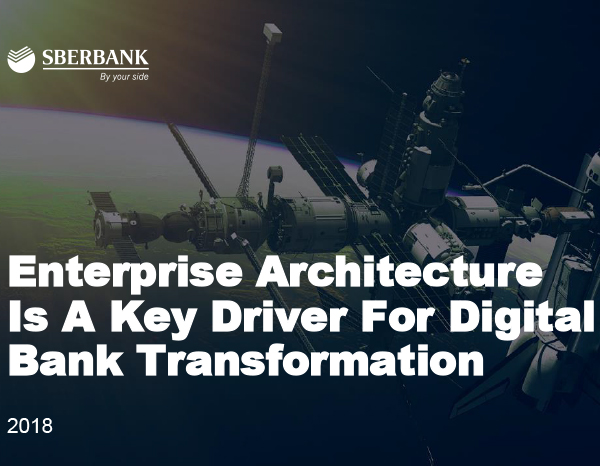 SBERBANK
By your side
Enterprise Architecture
Is A Key Driver For Digital
Bank Transformation
2018